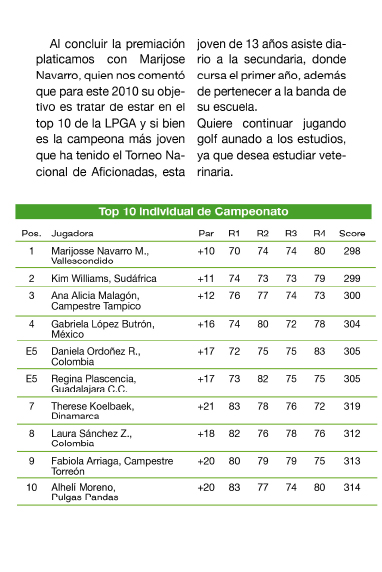 Al concluir la premiación
platicamos con Marijose
Navarro, quien nos comentó
que para este 2010 su obje-
tivo es tratar de estar en el
top 10 de la LPGA y si bien
es la campeona más joven
que ha tenido el Torneo Na-
cional de Aficionadas, esta
joven de 13 años asiste dia-
rio a la secundaria, donde
cursa el primer año, además
de pertenecer a la banda de
su escuela.
Quiere continuar jugando
golf aunado a los estudios,
ya que desea estudiar vete-
rinaria.
Top 10 Individual de Campeonato
Pos. Jugadora Par R1 R2 R3 R4 Score
1 Marijosse Navarro M., +10 70 74 74 80 298
Vallescondido
2 Kim Williams, Sudáfrica +11 74 73 73 79 299
3 Ana Alicia Malagón, +12 76 77 74 73 300
Campestre Tampico
4 Gabriela López Butrón, +16 74 80 72 78 304
México
E5 Daniela Ordoñez R., +17 72 75 75 83 305
Colombia
E5 Regina Plascencia, +17 73 82 75 75 305
Guadalajara C.C.
7 Therese Koelbaek, +21 83 78 76 72 319
Dinamarca
8 Laura Sánchez Z., +18 82 76 78 76 312
Colombia
9 Fabiola Arriaga, Campestre +20 80 79 79 75 313
Torreón
10 Alhelí Moreno, +20 83 77 74 80 314
Pulgas Pandas